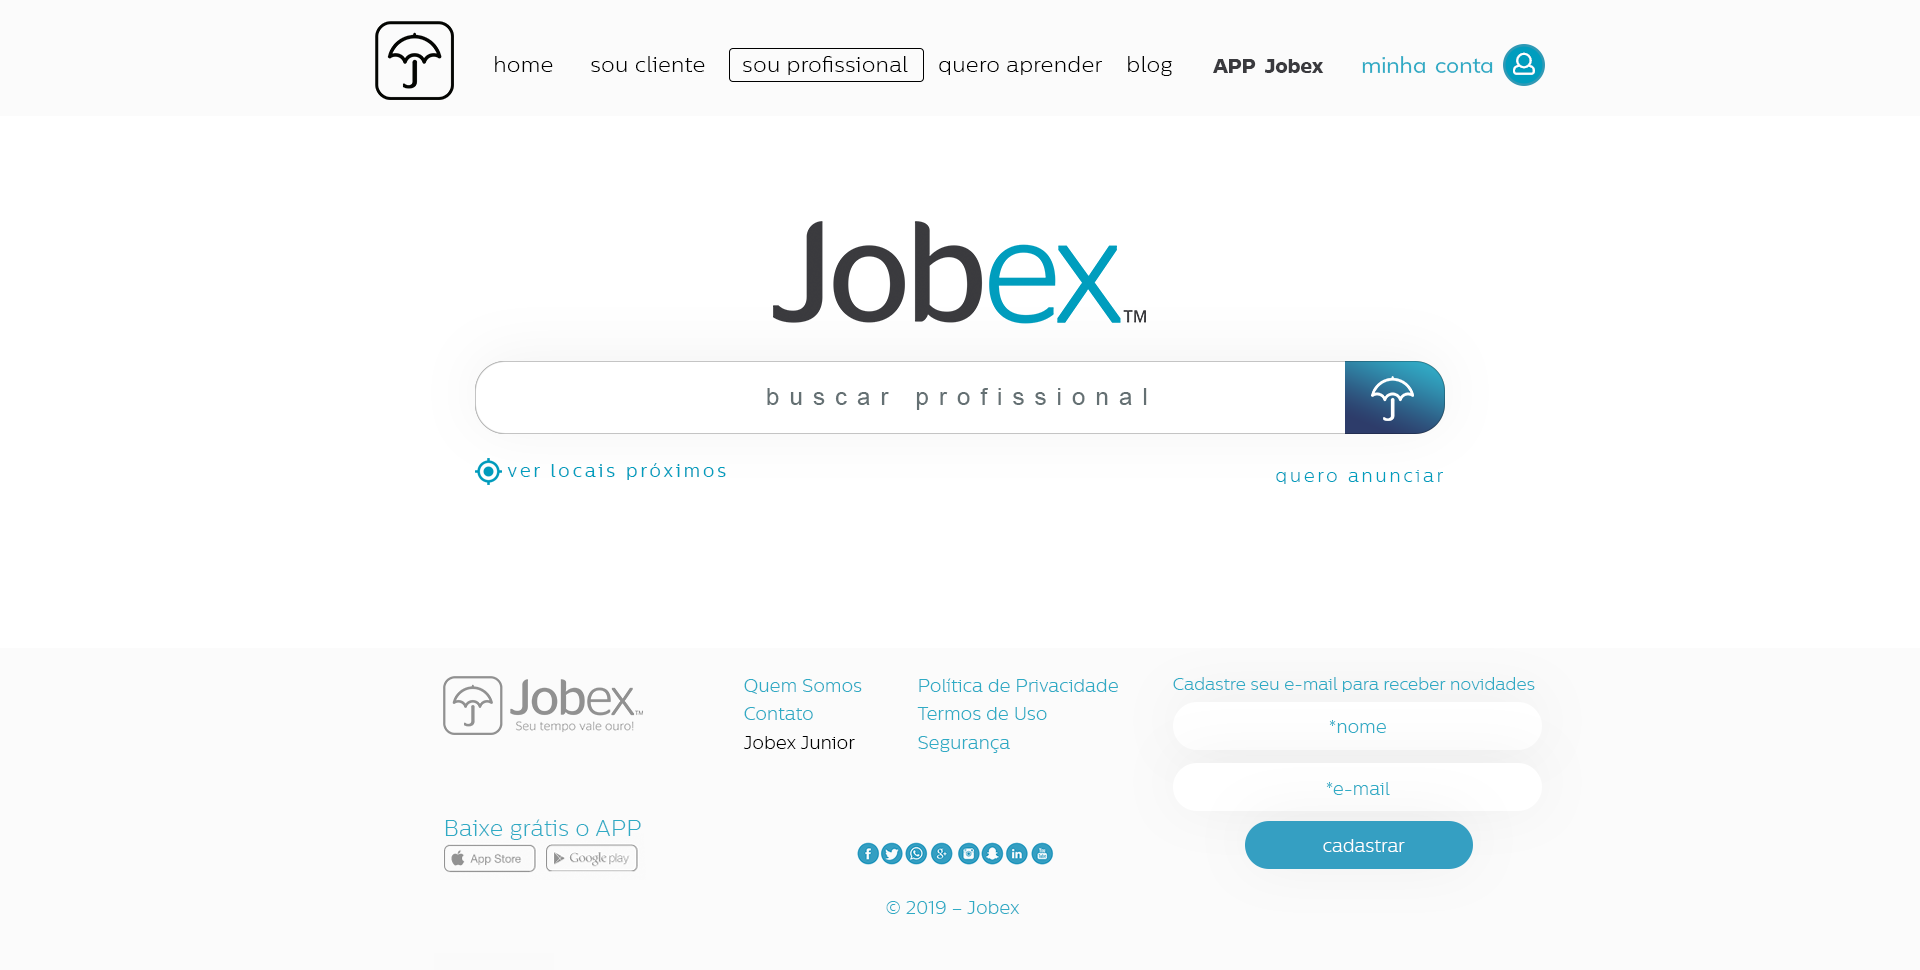 home sou cliente sou profissional quero aprender blog APP Jobex minha conta
Jobex™
buscar profissional
ver locais próximos
quero anunciar
Jobex™
Seu tempo vale ouro!
Quem Somos
Contato
Jobex Junior
Política de Privacidade
Termos de Uso
Segurança
Cadastre seu e-mail para receber novidades
*nome
*e-mail
cadastrar
Baixe grátis o APP
App Store
Google play
© 2019 – Jobex